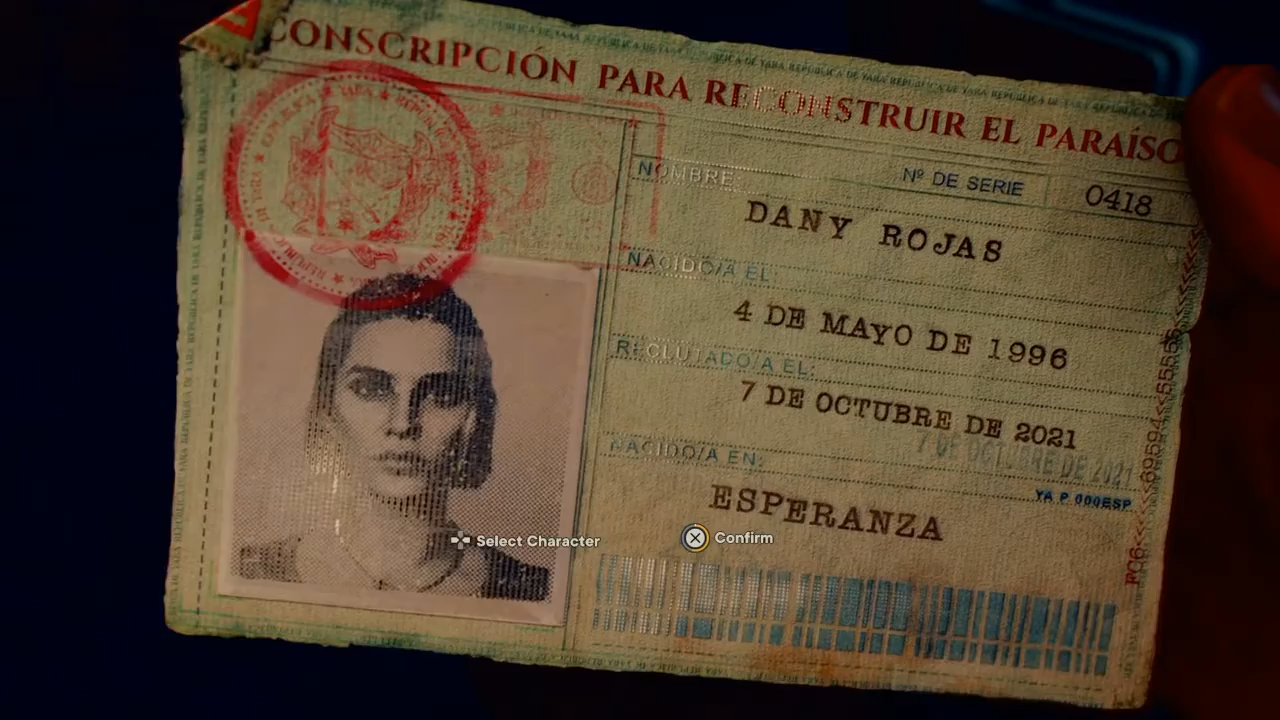 CONSCRIPCIÓN PARA RECONSTRUIR EL PARAÍSO
NOMBRE
Nº DE SERIE
0418
DANY ROJAS
NACIDO/A EL:
4 DE MAYO DE 1996
RECLUTADO/A EL:
7 DE OCTUBRE DE 2021
7 DE OCTUBRE DE 2021
NACIDO/A EN:
YA P 000ESP
ESPERANZA
Select Character
Confirm